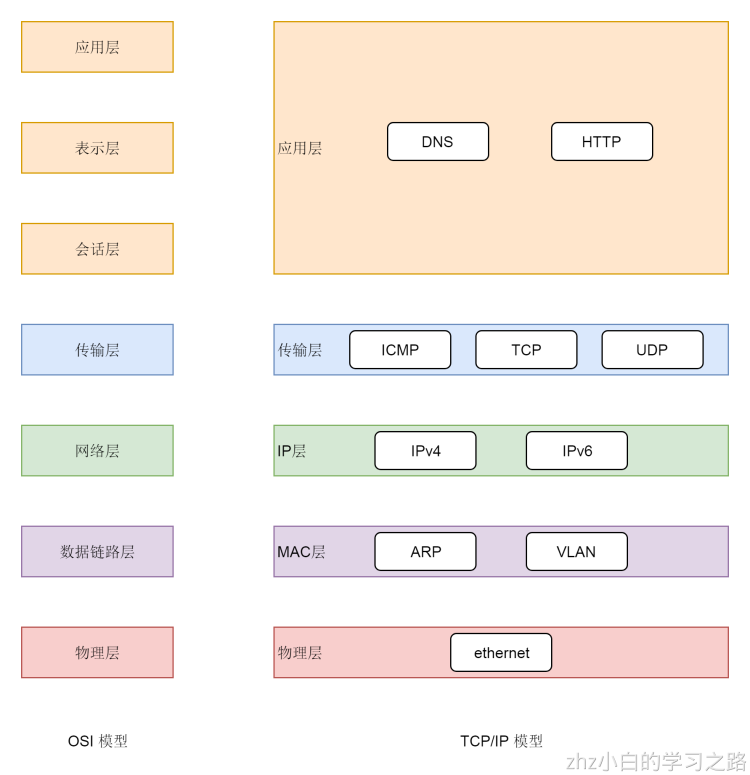 应用层
表示层
会话层
传输层
网络层
数据链路层
物理层
OSI 模型
应用层
DNS
HTTP
传输层
ICMP
TCP
UDP
IP层
IPv4
IPv6
MAC层
ARP
VLAN
物理层
ethernet
TCP/IP 模型
zhz小白的学习之路